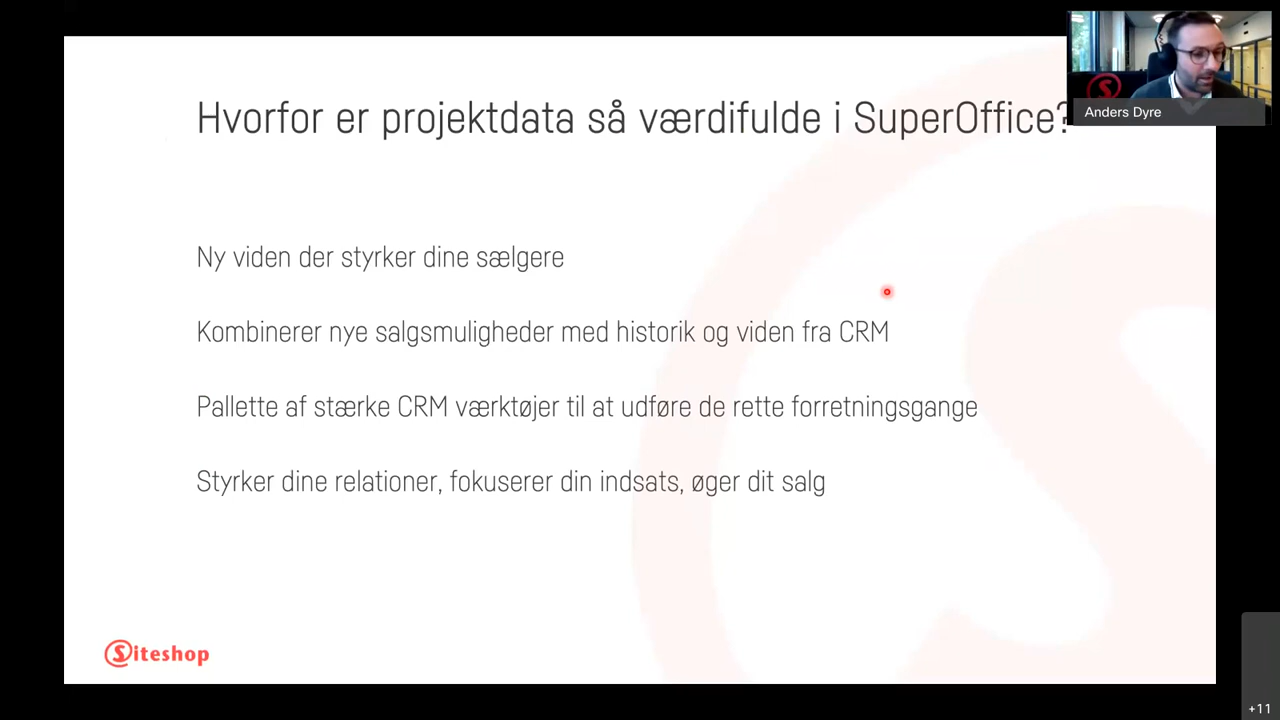 Hvorfor er projektdata så værdifulde i SuperOffice?
Anders Dyre
Ny viden der styrker dine sælgere
Kombinerer nye salgsmuligheder med historik og viden fra CRM
Pallette af stærke CRM værktøjer til at udføre de rette forretningsgange
Styrker dine relationer, fokuserer din indsats, øger dit salg
Siteshop
+11